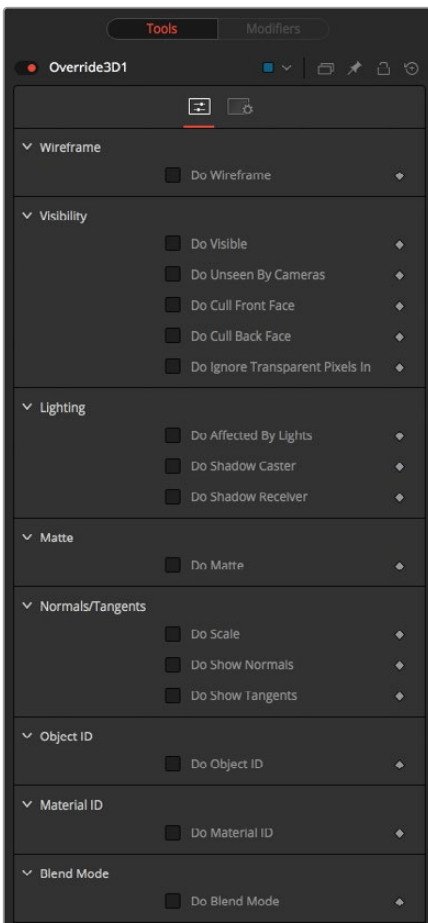 Tools Modifiers
Override3D1
Wireframe
Do Wireframe
Visibility
Do Visible
Do Unseen By Cameras
Do Cull Front Face
Do Cull Back Face
Do Ignore Transparent Pixels In
Lighting
Do Affected By Lights
Do Shadow Caster
Do Shadow Receiver
Matte
Do Matte
Normals/Tangents
Do Scale
Do Show Normals
Do Show Tangents
Object ID
Do Object ID
Material ID
Do Material ID
Blend Mode
Do Blend Mode